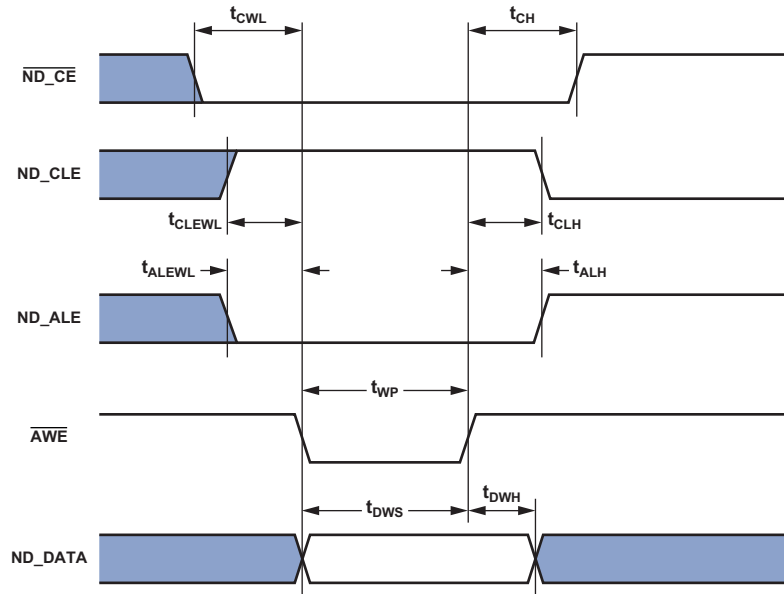 tCWL tCH
ND_CE
ND_CLE
tCLEWL tCLH
tALEWL tALH
ND_ALE
tWP
AWE
tDWS tDWH
ND_DATA